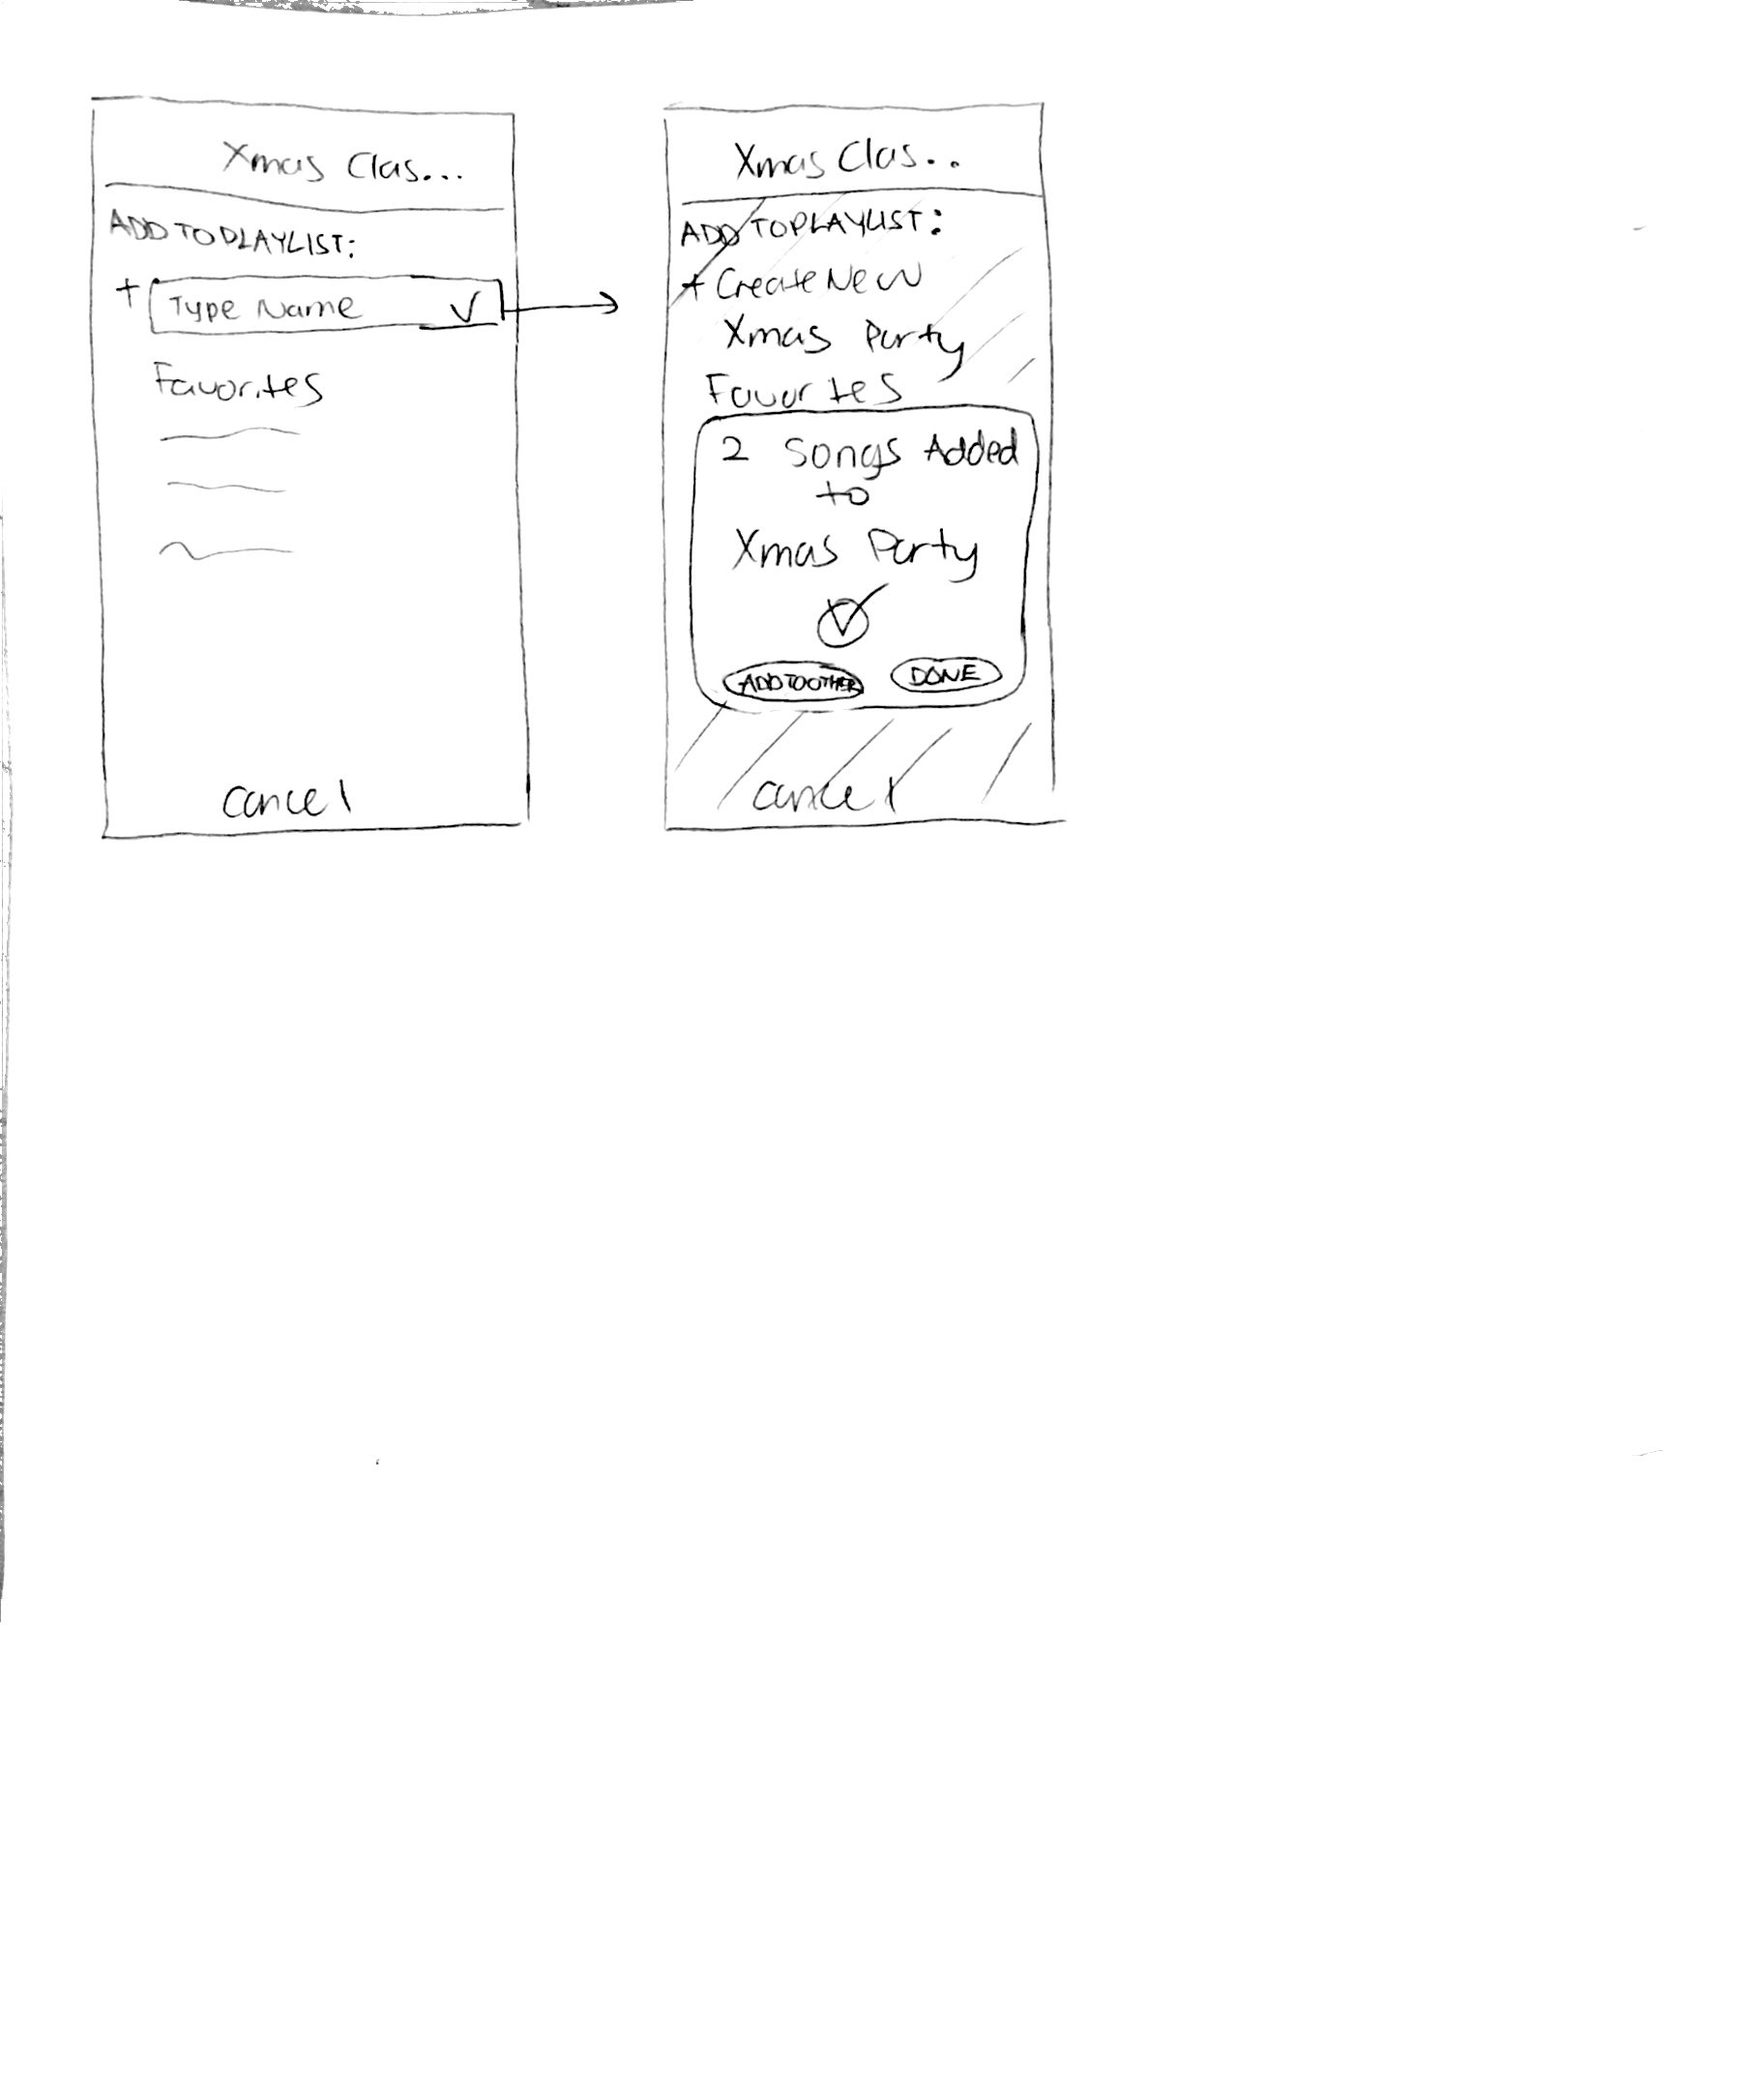 Xmas Clas...
ADD TO PLAYLIST:
+ Type Name ✓
Favorites
cancel
Xmas Clas..
ADD TO PLAYLIST:
+ Create New
Xmas Party
Favorites
2 Songs Added
to
Xmas Party
✓
ADD TO OTHER DONE
cancel